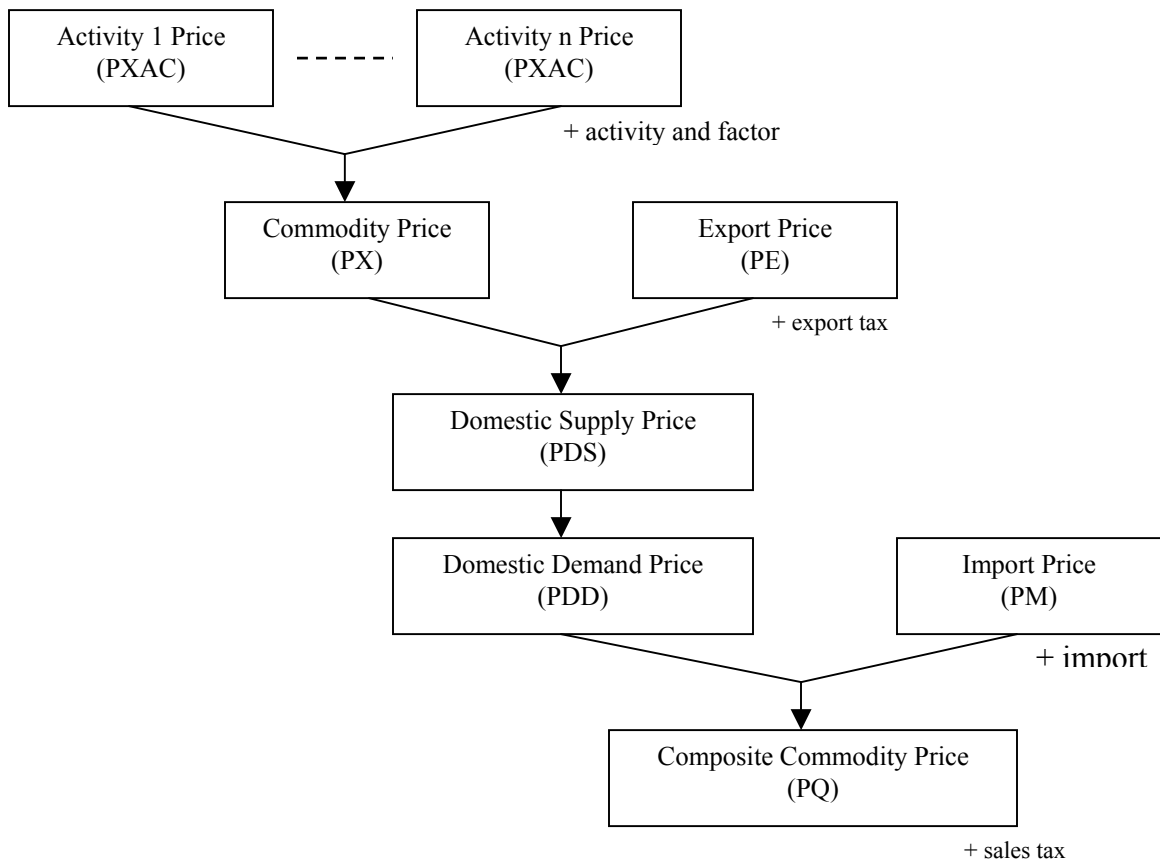 Activity 1 Price
(PXAC)
Activity n Price
(PXAC)
+ activity and factor
Commodity Price
(PX)
Export Price
(PE)
+ export tax
Domestic Supply Price
(PDS)
Domestic Demand Price
(PDD)
Import Price
(PM)
+ import
Composite Commodity Price
(PQ)
+ sales tax